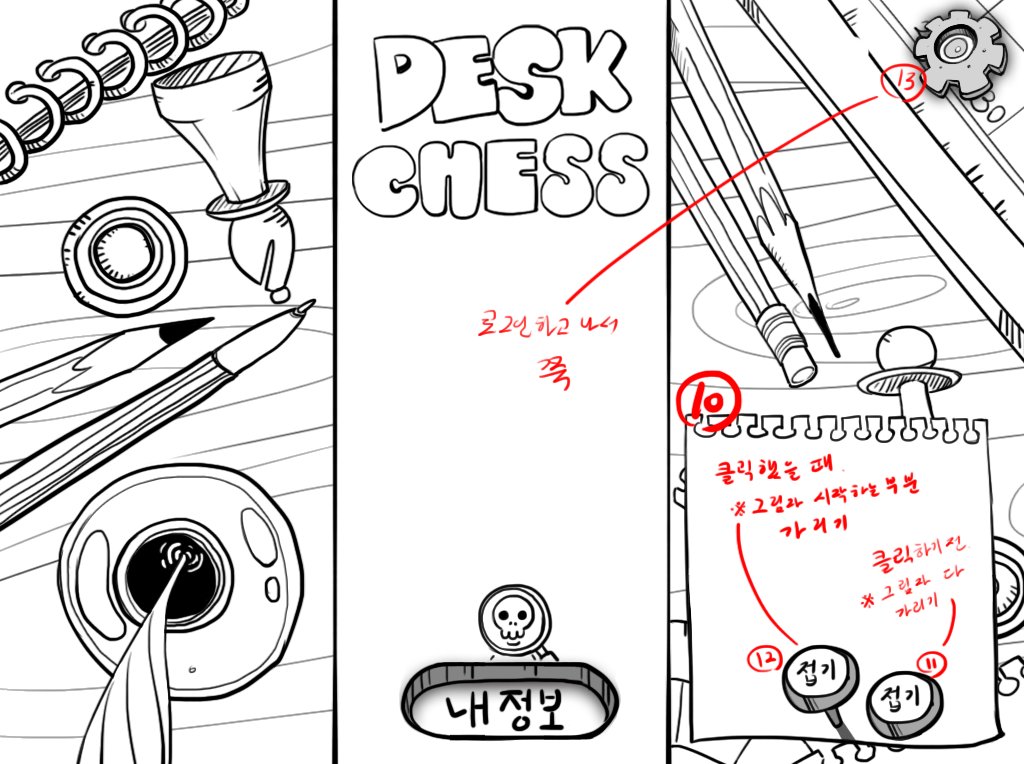 DESK
CHESS
13
로그인하고 나서
쭉
10
클릭했을 때.
※그림자 시작하는 부분
가리기
클릭하기 전
※그림자 다
가리기
12
접기
11
접기
내 정보